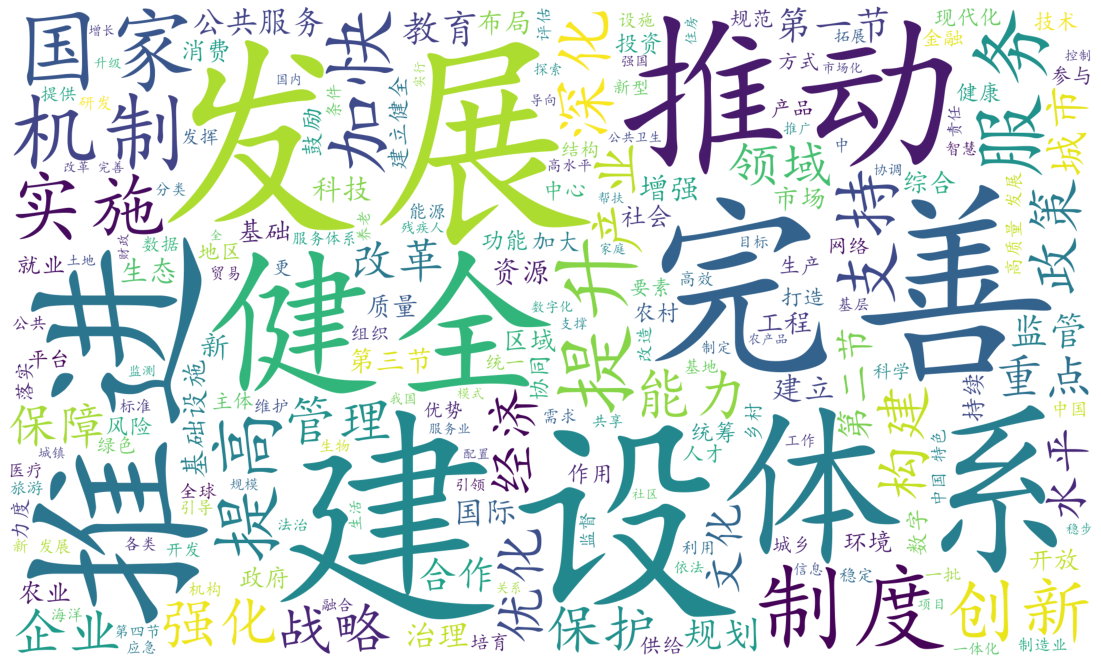 增长
升级
国家
公共服务
消费
提供
研发
机制
发挥
改革
完善
实施
分类
发展
国内
条件
鼓励
加快
建立健全
教育
布局
评估
实行
导向
探索
深化
设施
投资
强国
新型
公共卫生
住房
规范
拓展
第一节
方式
市场化
推动
产品
推广
中
责任
智慧
现代化
金融
技术
控制
参与
服务
健康
城市
科技
结构
高水平
中心
业
产
增强
领域
市场
协调
综合
支持
政策
高质量
发展
能源
残疾人
帮扶
社会
基础
服务体系
养老
功能
加大
家庭
就业
土地
财政
全
数据
生态
地区
贸易
更
改革
资源
提升
要素
完善
目标
高效
生产
网络
基层
打造
推进
健全
质量
组织
数字化
支撑
农村
工程
农产品
制定
改造
监管
重点
公共
平台
落实
监测
新
第三节
统一
区域
协同
基地
能力
建立
第二节
科学
持续
中国
标准
保障
风险
绿色
主体
维护
基础设施
管理
我国
优势
服务业
模式
经济
需求
共享
统筹
人才
乡村
工作
构建
中国
特色
水平
系
体
城镇
医疗
旅游
力度
引导
全球
规模
提高
生物
法治
生活
建设
配置
引领
国际
作用
社区
监督
利用
依法
文化
城乡
环境
数字
稳步
开放
新
发展
各类
开发
农业
海洋
机构
政府
合作
关系
优化
信息
稳定
一批
项目
企业
第四节
应急
强化
战略
融合
治理
培育
保护
供给
规划
制度
创新
一体化
制造业